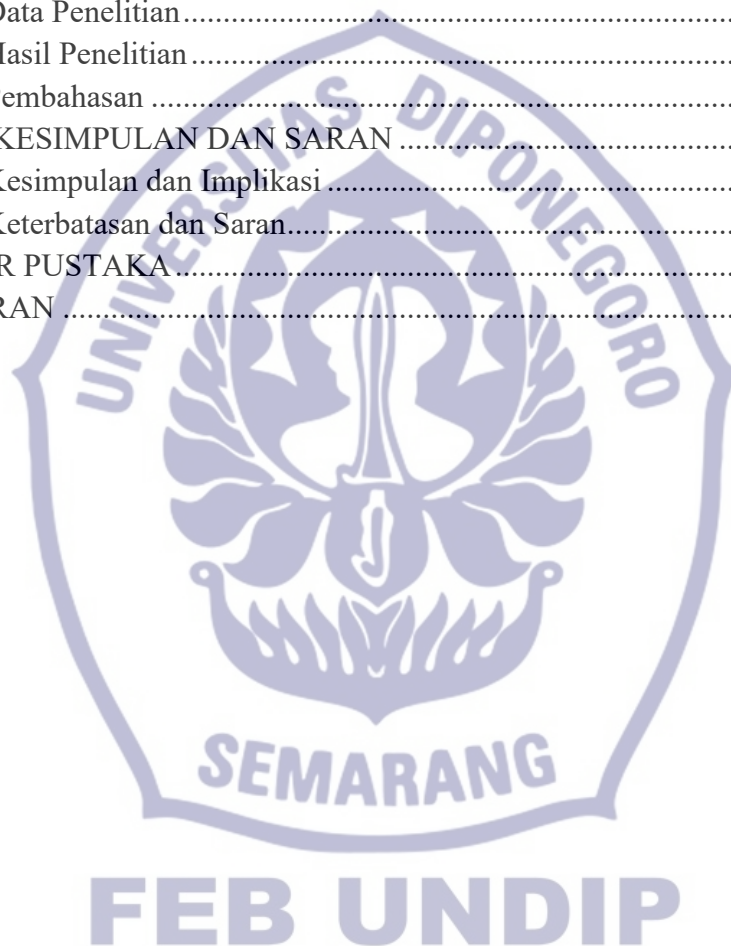 Data Penelitian ........................................................................
Hasil Penelitian .......................................................................
Pembahasan ............................................................................
KESIMPULAN DAN SARAN ..........................................
Kesimpulan dan Implikasi ...................................................
Keterbatasan dan Saran........................................................
R PUSTAKA ......................................................................
RAN ....................................................................................
UNIVERSITAS DIPONEGORO
SEMARANG
FEB UNDIP